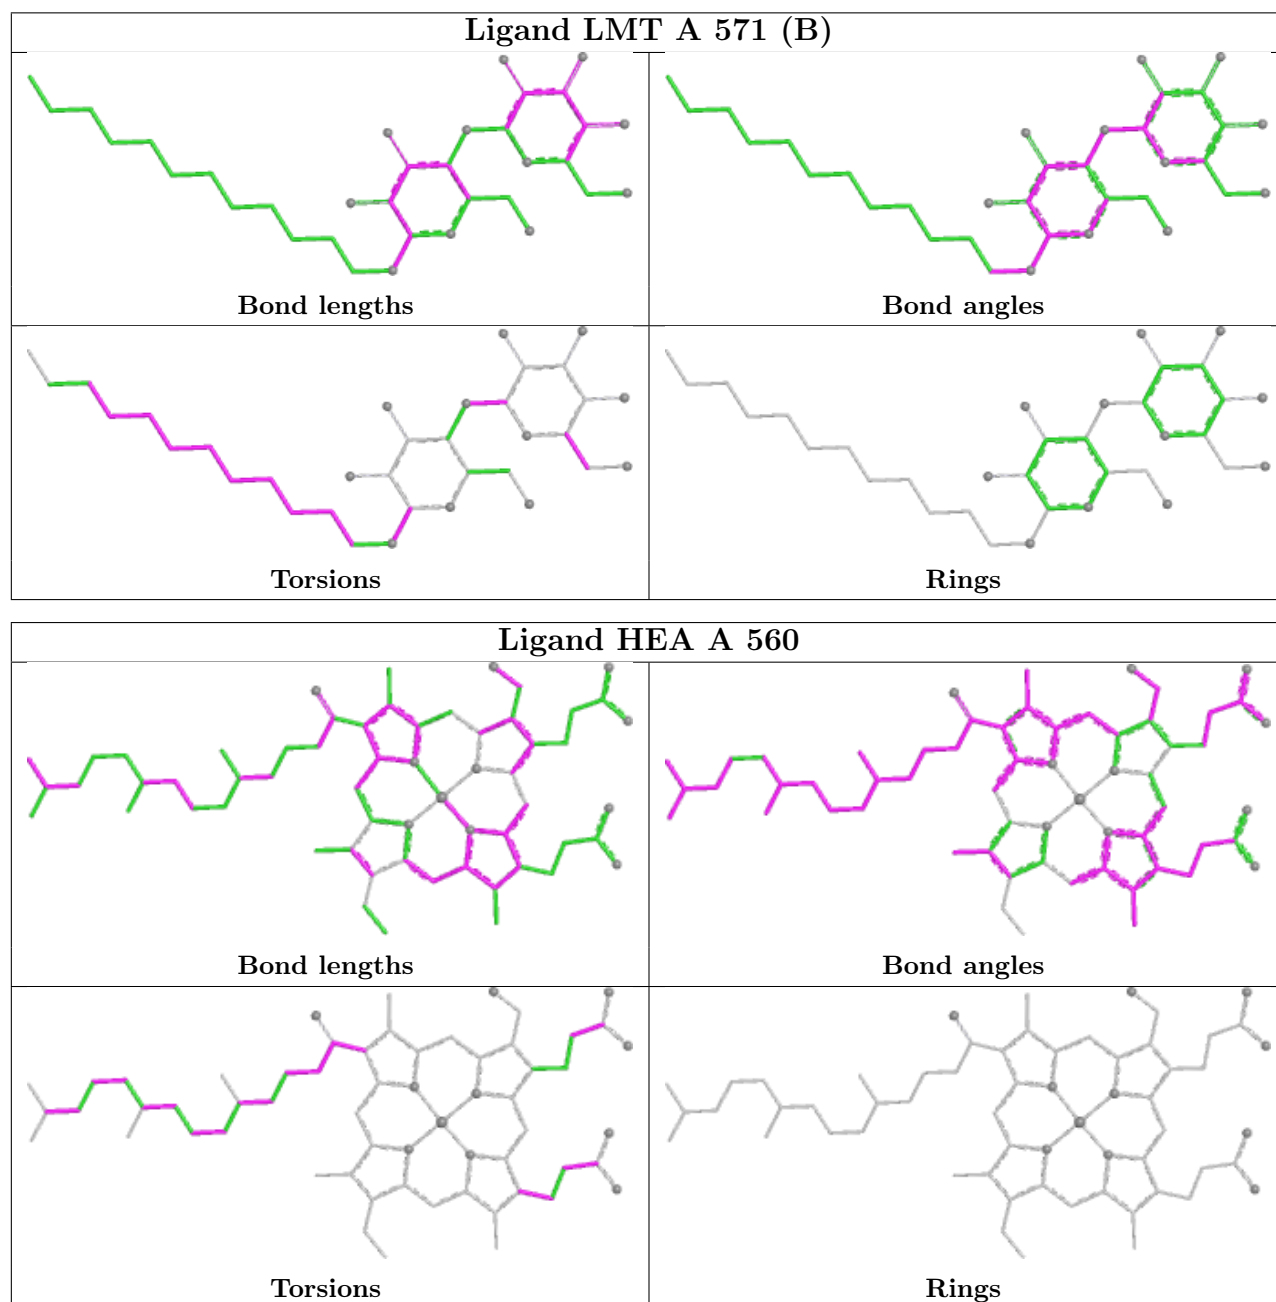 Ligand LMT A 571 (B)
Bond lengths
Bond angles
Torsions
Rings
Ligand HEA A 560
Bond lengths
Bond angles
Torsions
Rings